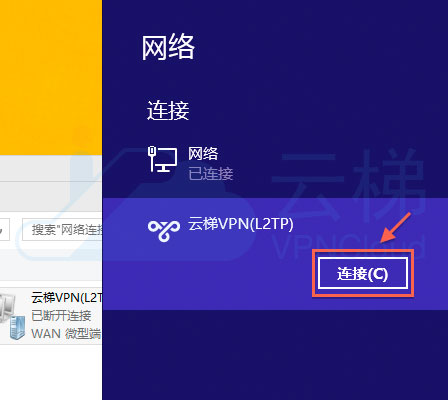 网络
连接
网络
已连接
云梯
云梯VPN(L2TP)
VPNCloud
连接(C)
搜索"网络连接
云梯VPN(L2T
已断开连接
WAN 微型端